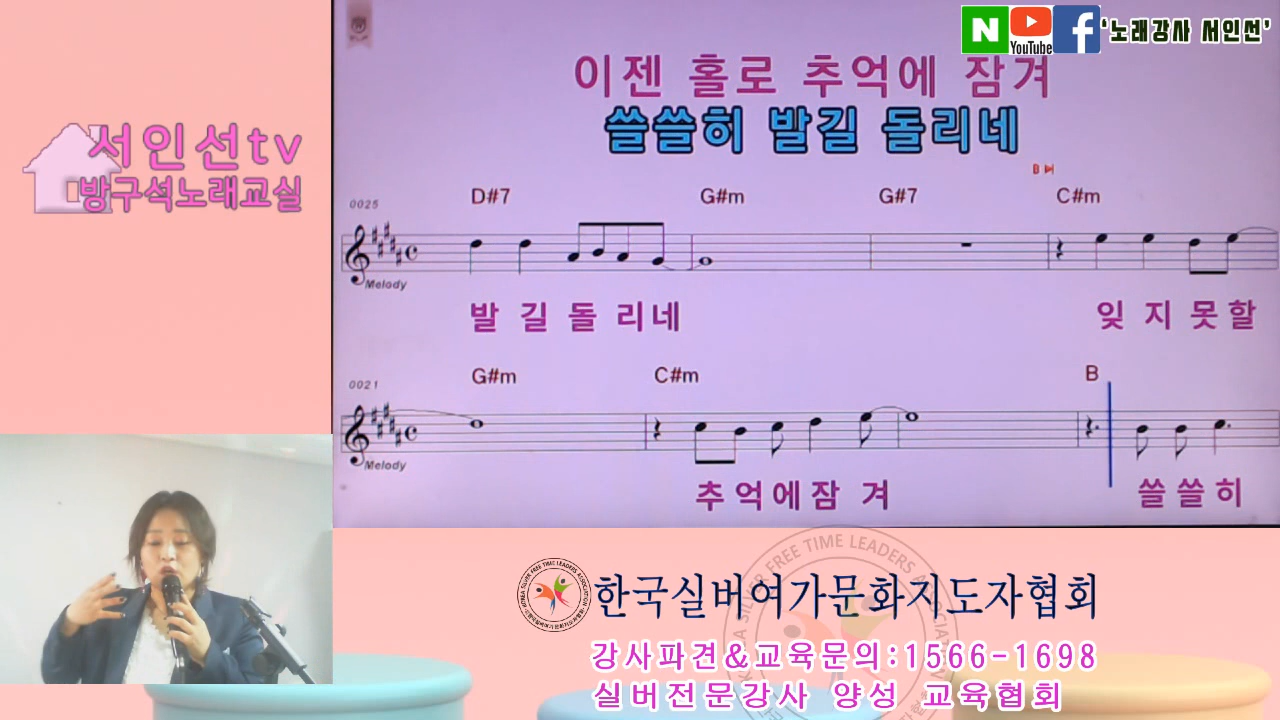 N
YouTube
f
'노래강사 서인선'
서인선tv
방구석노래교실
이젠 홀로 추억에 잠겨
쓸쓸히 발길 돌리네
B
0025
D#7 G#m G#7 C#m
Melody
발 길 돌 리네 잊 지 못 할
0021
G#m C#m B
Melody
추 억에잠 겨 쓸 쓸 히
한국실버여가문화지도자협회
강사파견&교육문의:1566-1698
실버전문강사 양성 교육협회